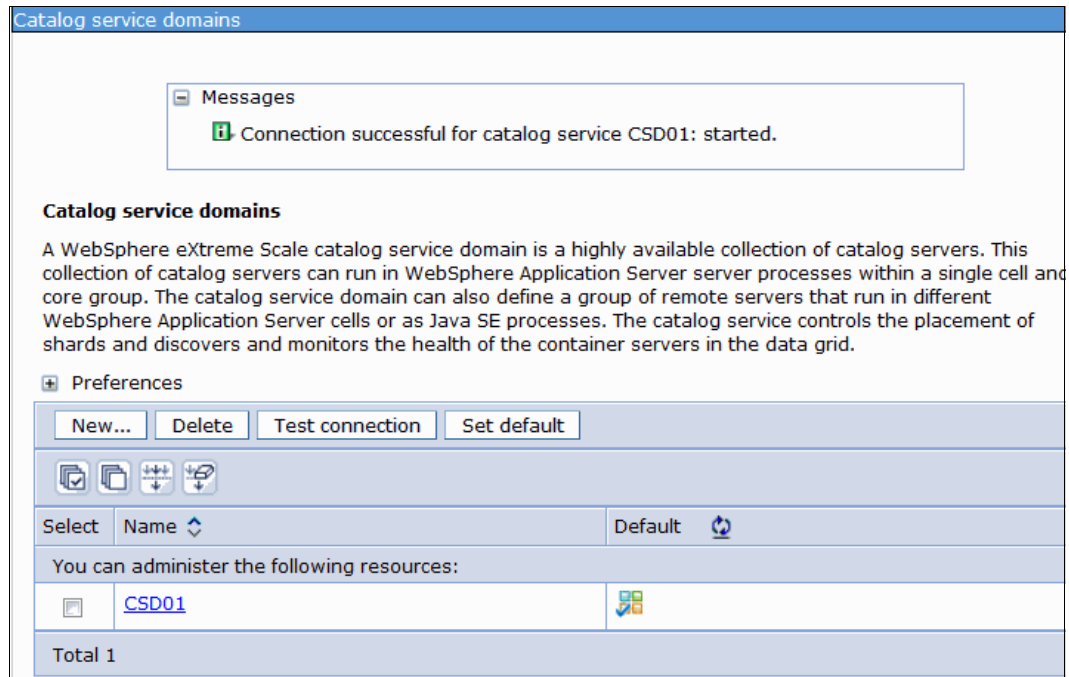 Catalog service domains
Messages
Connection successful for catalog service CSD01: started.
Catalog service domains
A WebSphere eXtreme Scale catalog service domain is a highly available collection of catalog servers. This
collection of catalog servers can run in WebSphere Application Server server processes within a single cell and
core group. The catalog service domain can also define a group of remote servers that run in different
WebSphere Application Server cells or as Java SE processes. The catalog service controls the placement of
shards and discovers and monitors the health of the container servers in the data grid.
Preferences
New... Delete Test connection Set default
Select Name Default
You can administer the following resources:
CSD01
Total 1